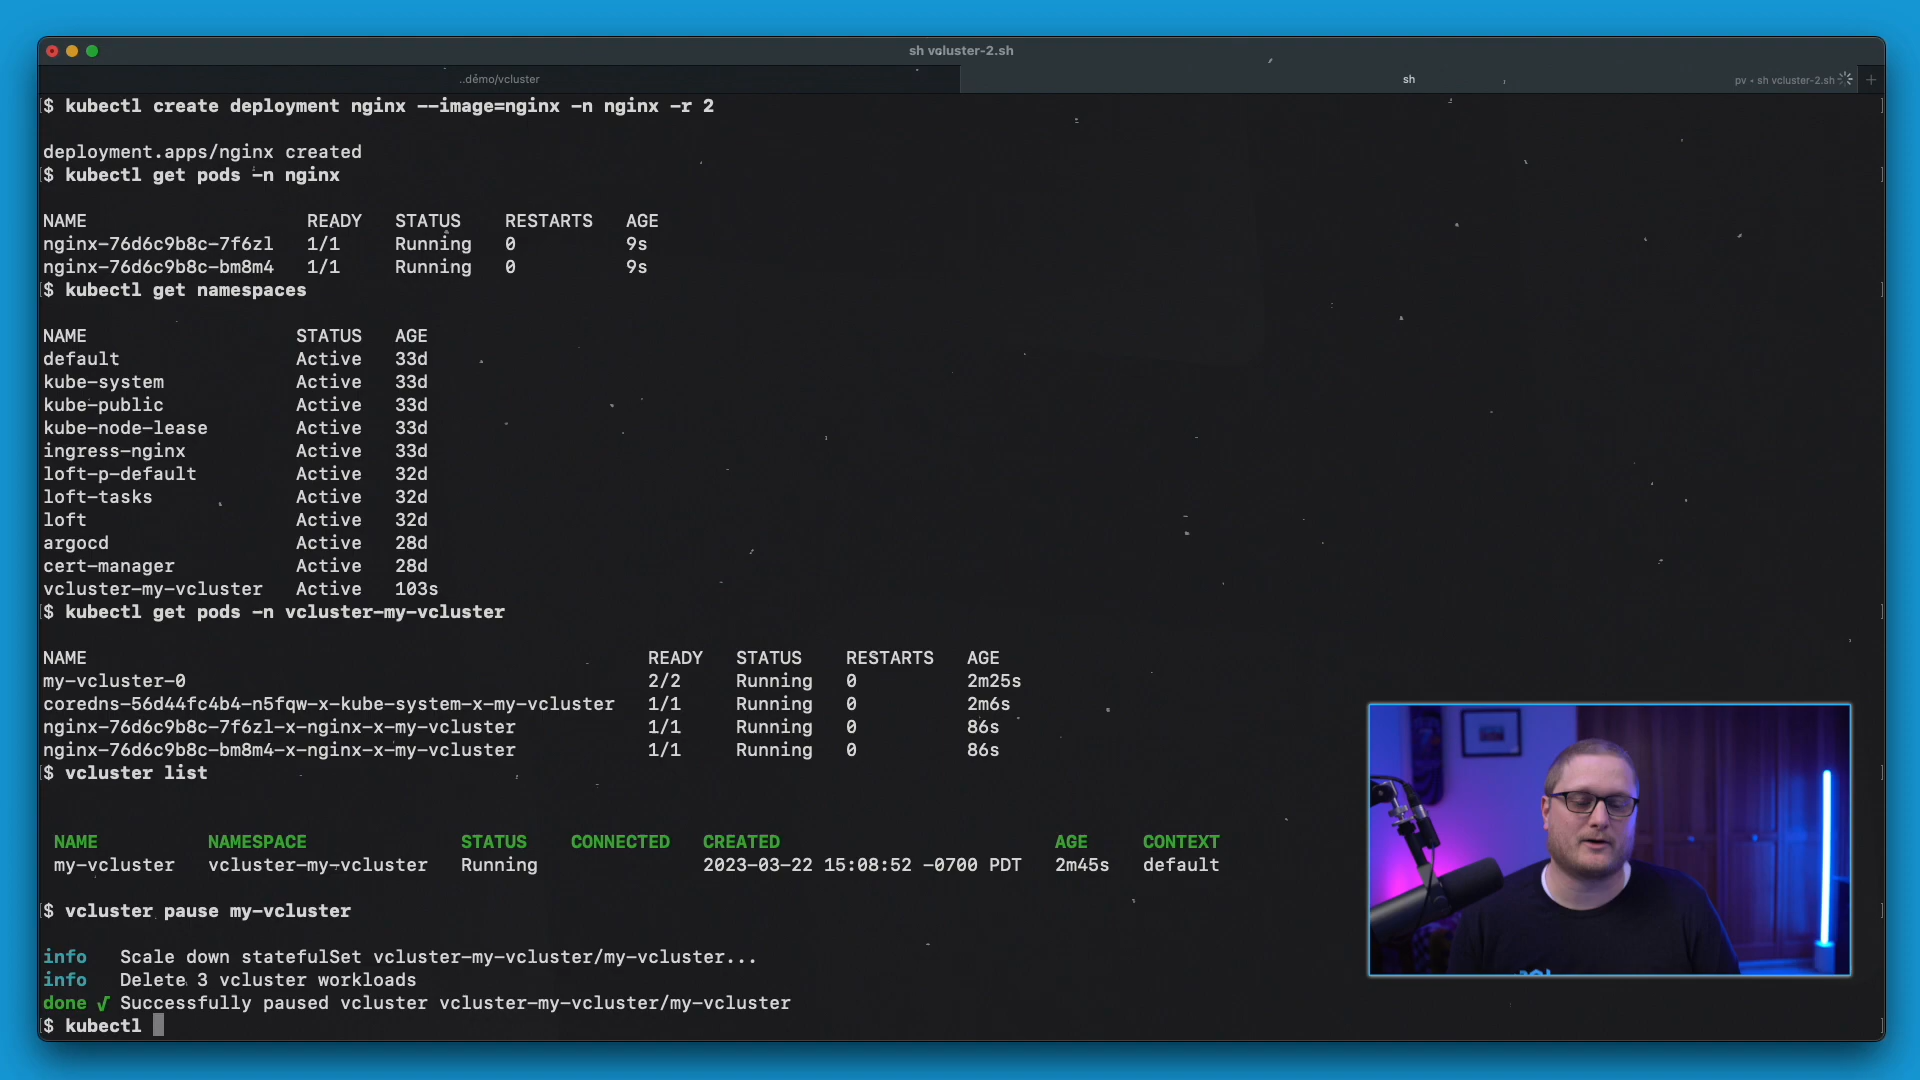 sh vcluster-2.sh
..demo/vcluster
sh
pv • sh vcluster-2.sh
$ kubectl create deployment nginx --image=nginx -n nginx -r 2
deployment.apps/nginx created
$ kubectl get pods -n nginx
NAME READY STATUS RESTARTS AGE
nginx-76d6c9b8c-7f6zl 1/1 Running 0 9s
nginx-76d6c9b8c-bm8m4 1/1 Running 0 9s
$ kubectl get namespaces
NAME STATUS AGE
default Active 33d
kube-system Active 33d
kube-public Active 33d
kube-node-lease Active 33d
ingress-nginx Active 33d
loft-p-default Active 32d
loft-tasks Active 32d
loft Active 32d
argocd Active 28d
cert-manager Active 28d
vcluster-my-vcluster Active 103s
$ kubectl get pods -n vcluster-my-vcluster
NAME READY STATUS RESTARTS AGE
my-vcluster-0 2/2 Running 0 2m25s
coredns-56d44fc4b4-n5fqw-x-kube-system-x-my-vcluster 1/1 Running 0 2m6s
nginx-76d6c9b8c-7f6zl-x-nginx-x-my-vcluster 1/1 Running 0 86s
nginx-76d6c9b8c-bm8m4-x-nginx-x-my-vcluster 1/1 Running 0 86s
$ vcluster list
NAME NAMESPACE STATUS CONNECTED CREATED AGE CONTEXT
my-vcluster vcluster-my-vcluster Running 2023-03-22 15:08:52 -0700 PDT 2m45s default
$ vcluster pause my-vcluster
info Scale down statefulSet vcluster-my-vcluster/my-vcluster...
info Delete 3 vcluster workloads
done √ Successfully paused vcluster vcluster-my-vcluster/my-vcluster
$ kubectl